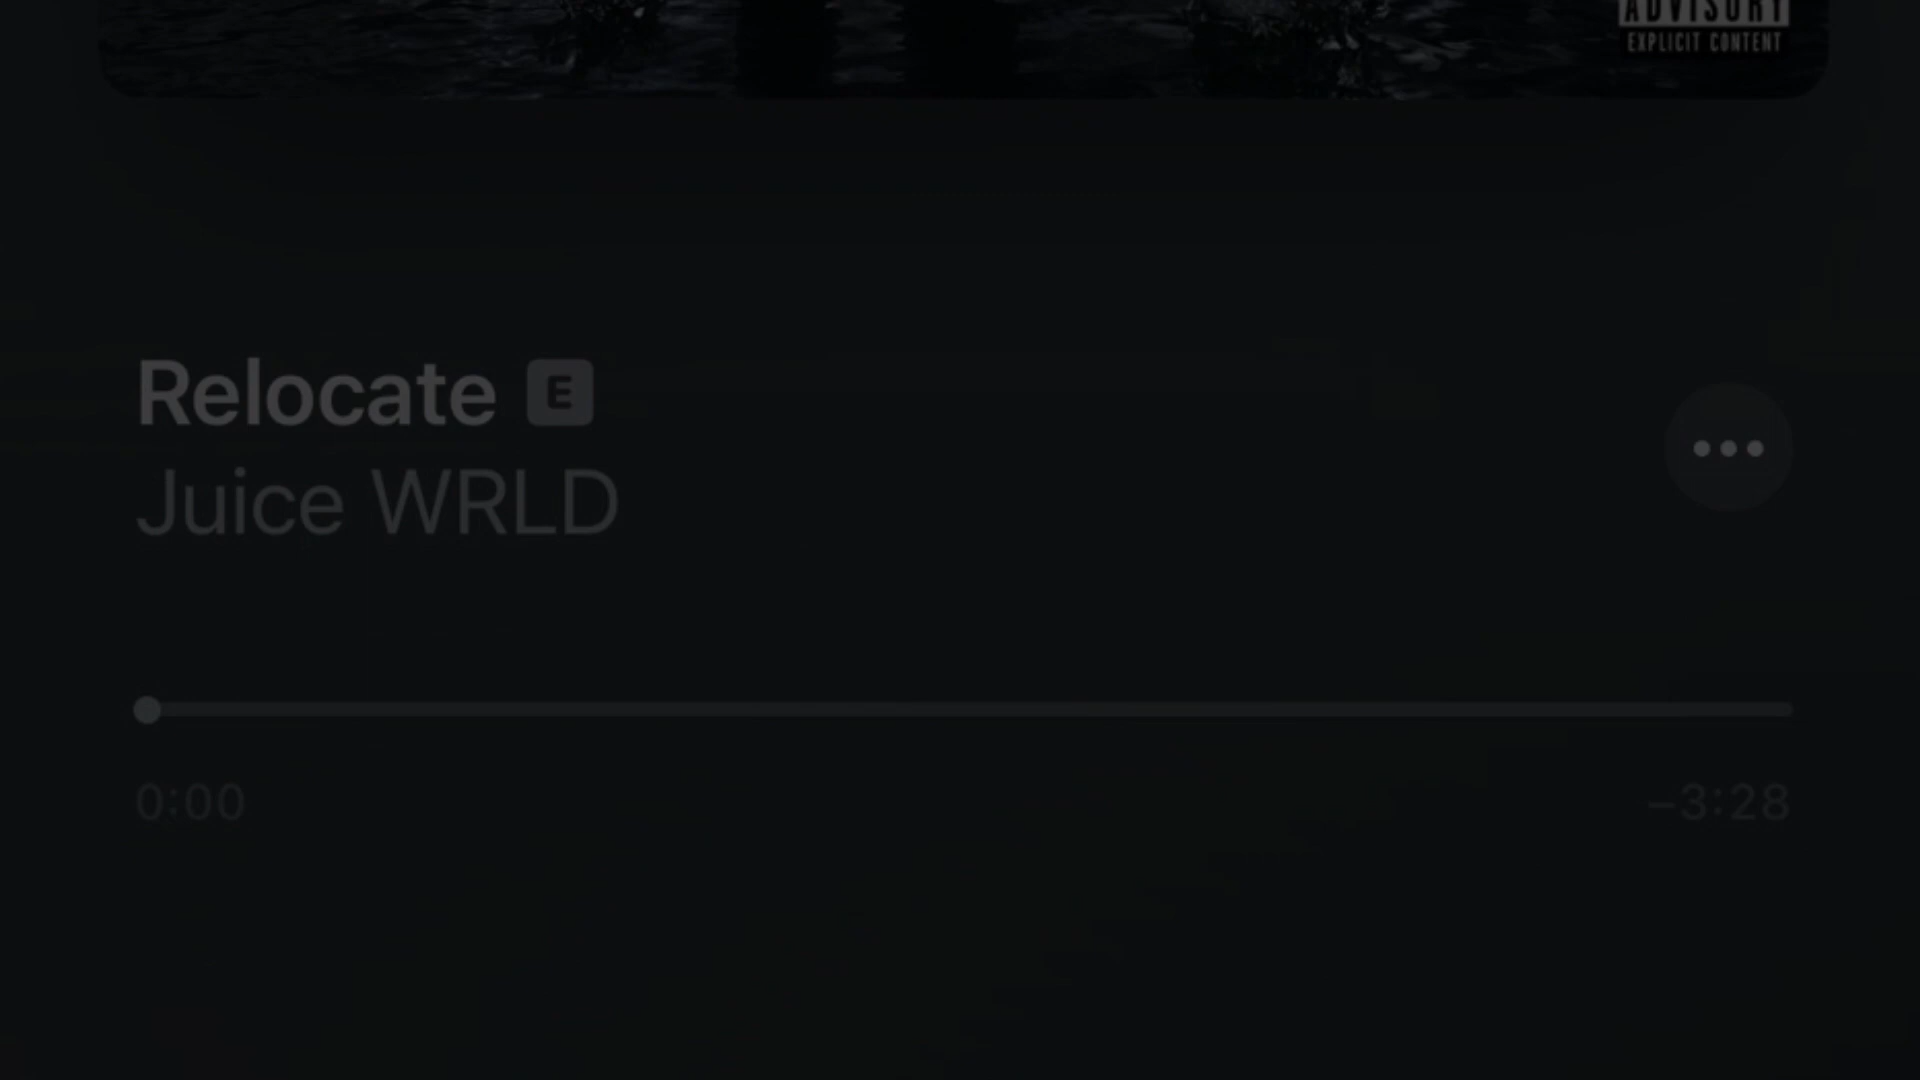 ADVISORY
EXPLICIT CONTENT
Relocate E
Juice WRLD
0:00
−3:28